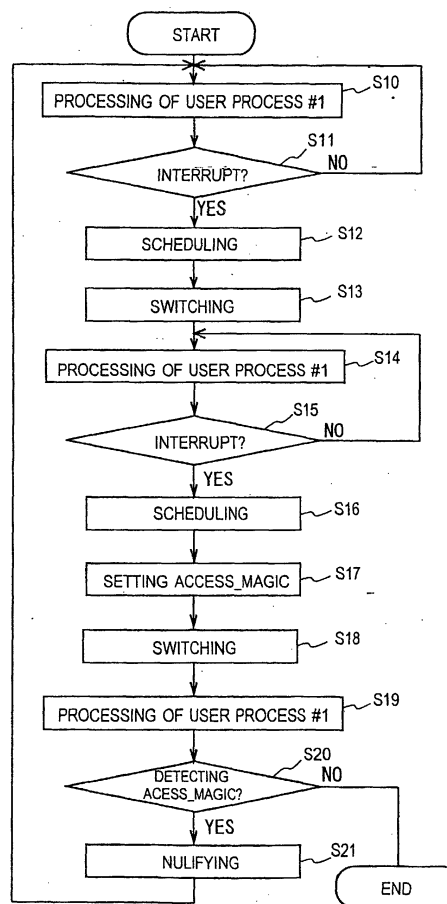 START
PROCESSING OF USER PROCESS #1
S10
S11
INTERRUPT?
NO
YES
SCHEDULING
S12
SWITCHING
S13
PROCESSING OF USER PROCESS #1
S14
S15
INTERRUPT?
NO
YES
SCHEDULING
S16
SETTING ACCESS_MAGIC
S17
SWITCHING
S18
PROCESSING OF USER PROCESS #1
S19
S20
DETECTING
ACESS_MAGIC?
NO
YES
NULIFYING
S21
END